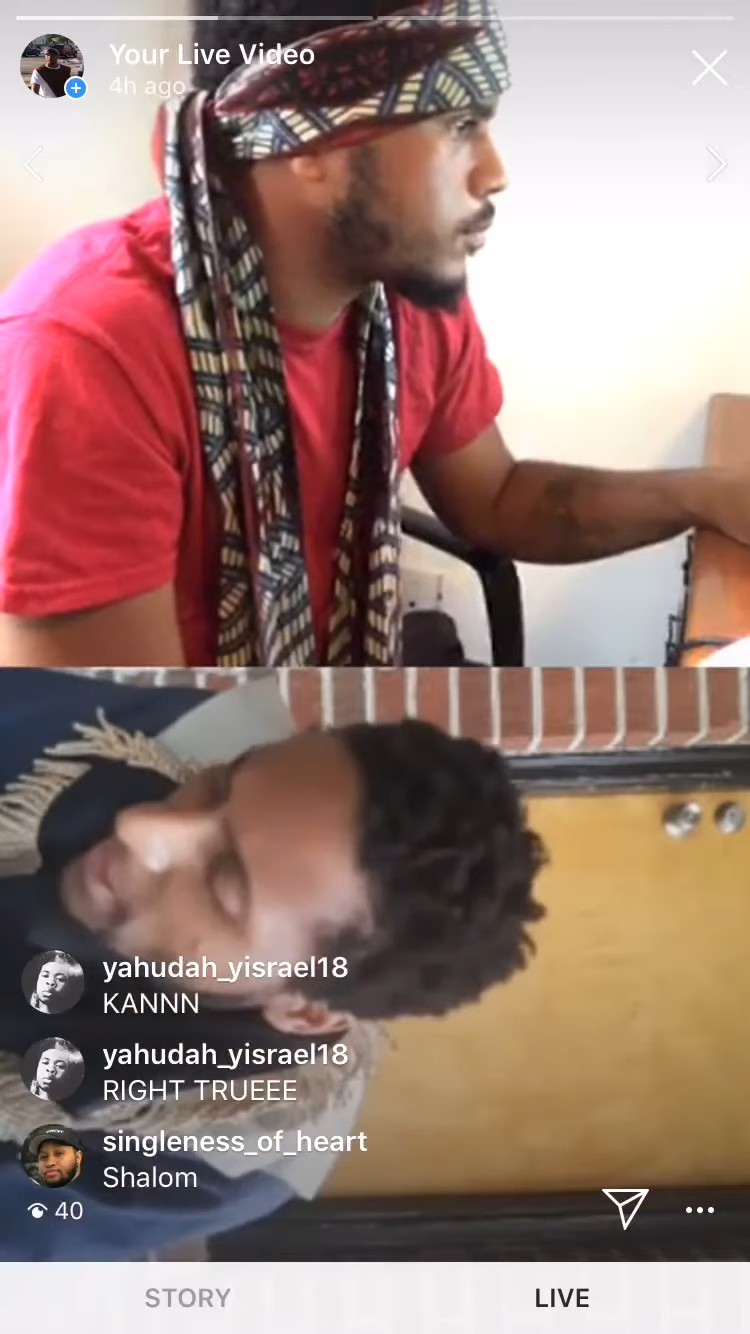 Your Live Video
4h ago
yahudah_yisrael18
KANNN
yahudah_yisrael18
RIGHT TRUEEE
singleness_of_heart
Shalom
40
STORY
LIVE